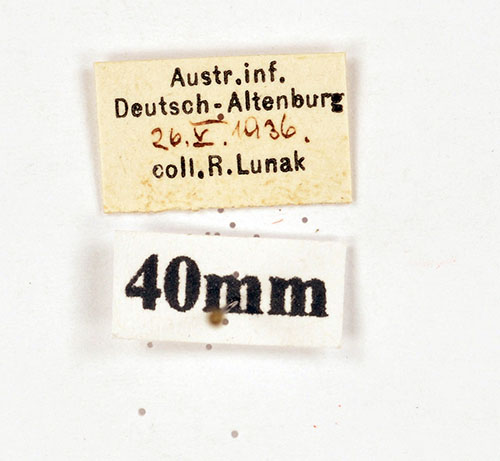 Austr.inf.
Deutsch-Altenburg
26.V.1936.
coll.R.Lunak
40mm